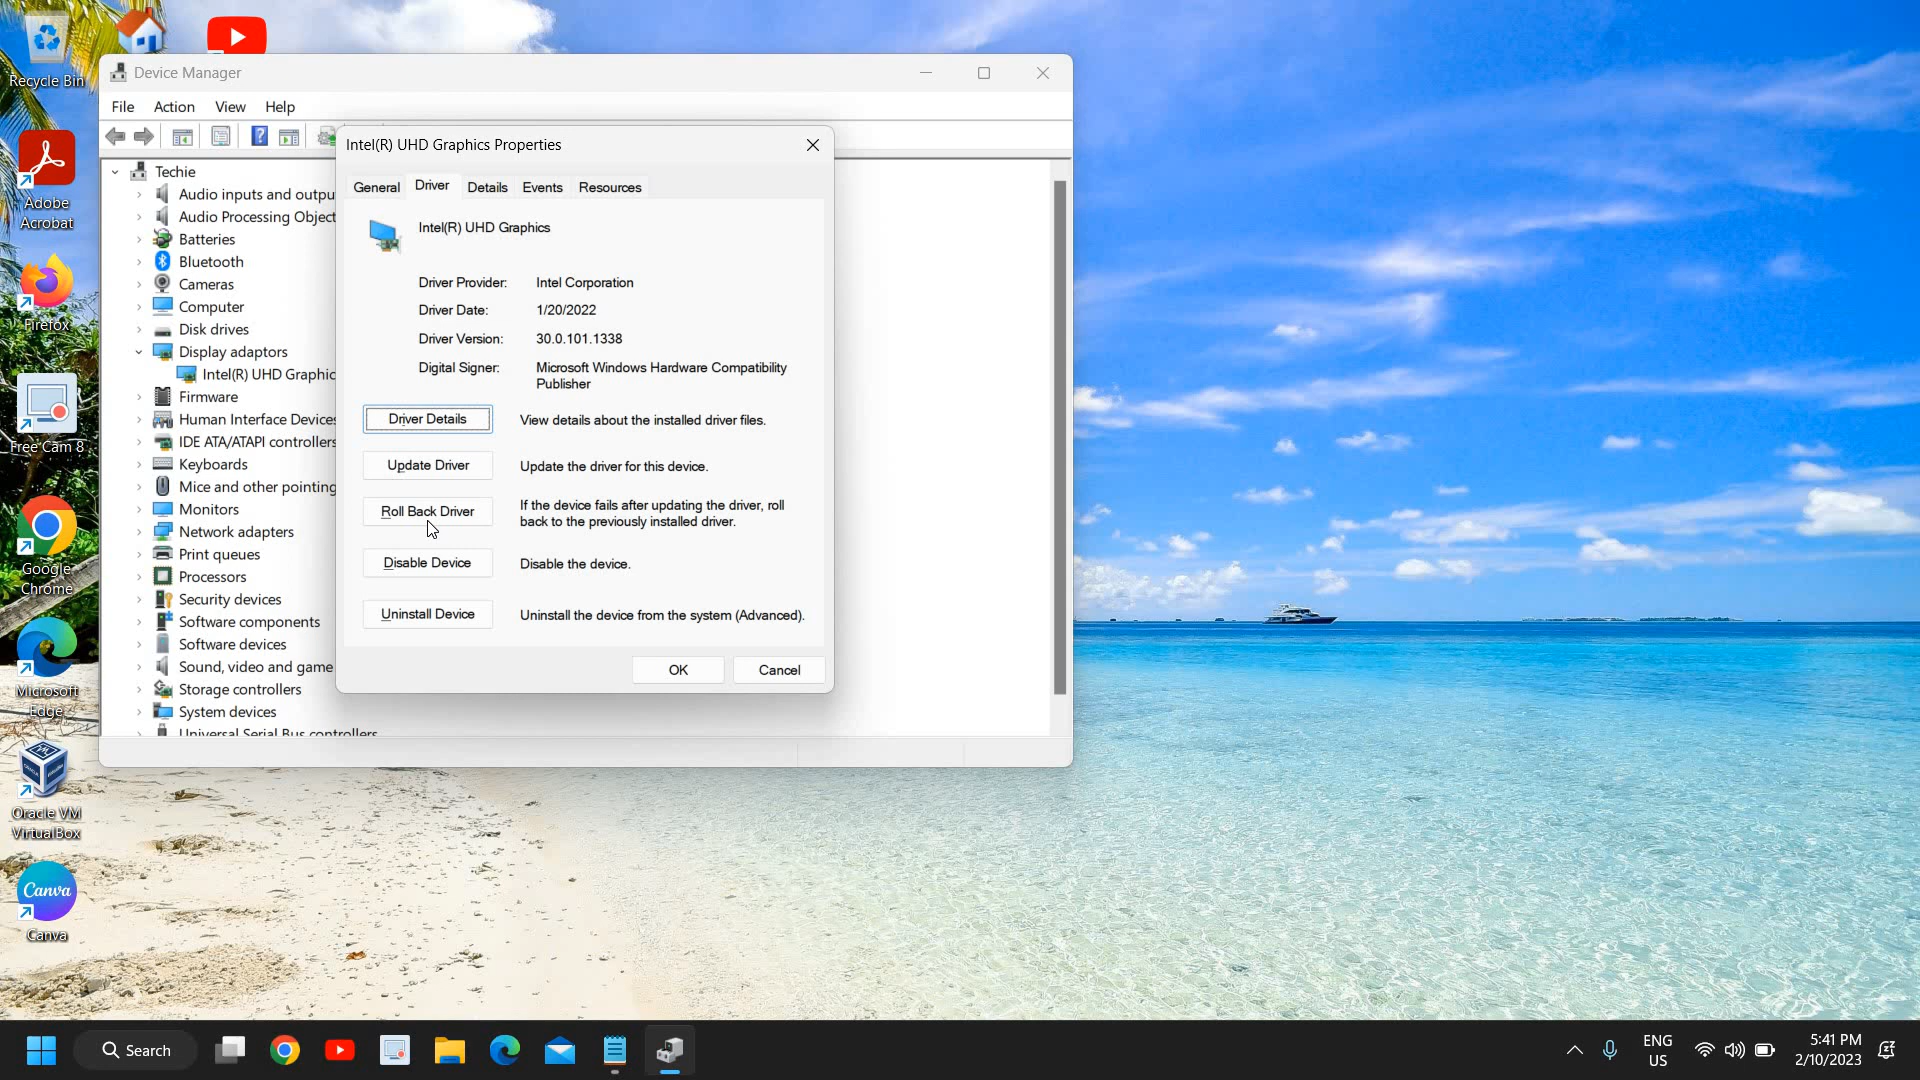 Recycle Bin
Adobe
Acrobat
Firefox
Free Cam 8
Google
Chrome
Microsoft
Edge
Oracle VM
VirtualBox
Canva
Canva
Device Manager
File Action View Help
Techie
Audio inputs and outpu
Audio Processing Object
Batteries
Bluetooth
Cameras
Computer
Disk drives
Display adaptors
Intel(R) UHD Graphic
Firmware
Human Interface Devices
IDE ATA/ATAPI controllers
Keyboards
Mice and other pointing
Monitors
Network adapters
Print queues
Processors
Security devices
Software components
Software devices
Sound, video and game
Storage controllers
System devices
Universal Serial Bus controllers
Intel(R) UHD Graphics Properties
General Driver Details Events Resources
Intel(R) UHD Graphics
Driver Provider: Intel Corporation
Driver Date: 1/20/2022
Driver Version: 30.0.101.1338
Digital Signer: Microsoft Windows Hardware Compatibility
Publisher
Driver Details View details about the installed driver files.
Update Driver Update the driver for this device.
Roll Back Driver If the device fails after updating the driver, roll
back to the previously installed driver.
Disable Device Disable the device.
Uninstall Device Uninstall the device from the system (Advanced).
OK Cancel
Search
ENG
US
5:41 PM
2/10/2023